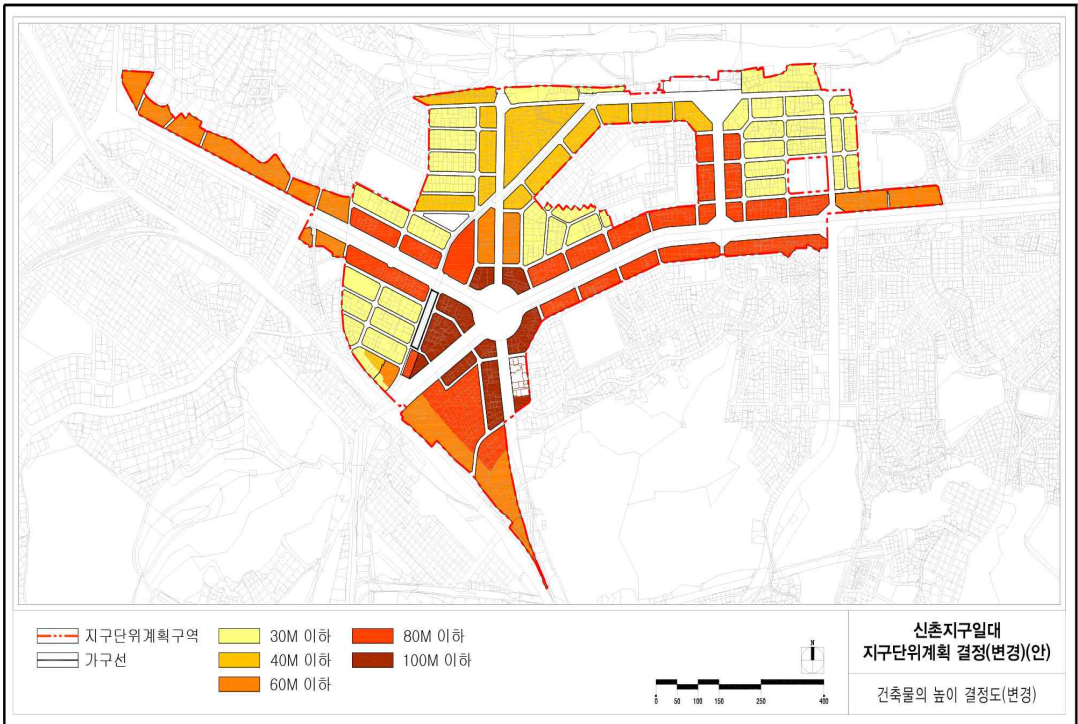 지구단위계획구역
가구선
30M 이하
40M 이하
60M 이하
80M 이하
100M 이하
N
0 50 100 150 250 400
신촌지구일대
지구단위계획 결정(변경)(안)
건축물의 높이 결정도(변경)